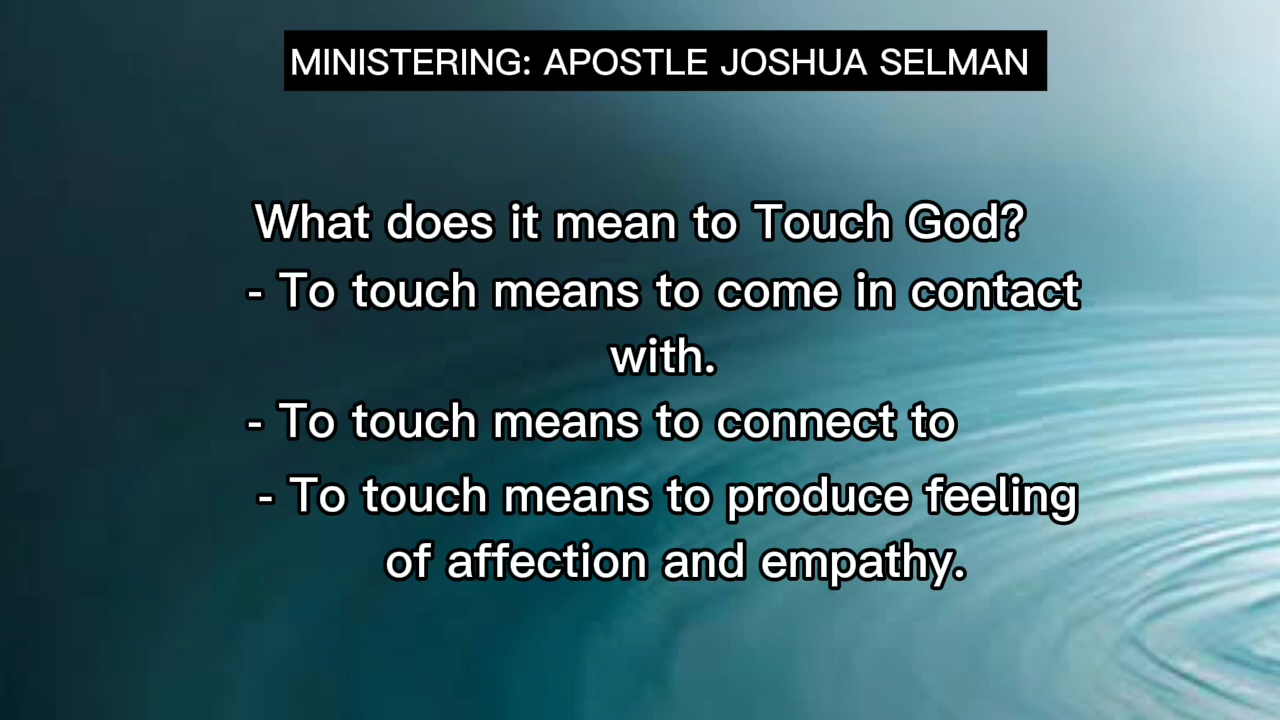 MINISTERING: APOSTLE JOSHUA SELMAN
What does it mean to Touch God?
- To touch means to come in contact
with.
- To touch means to connect to
- To touch means to produce feeling
of affection and empathy.